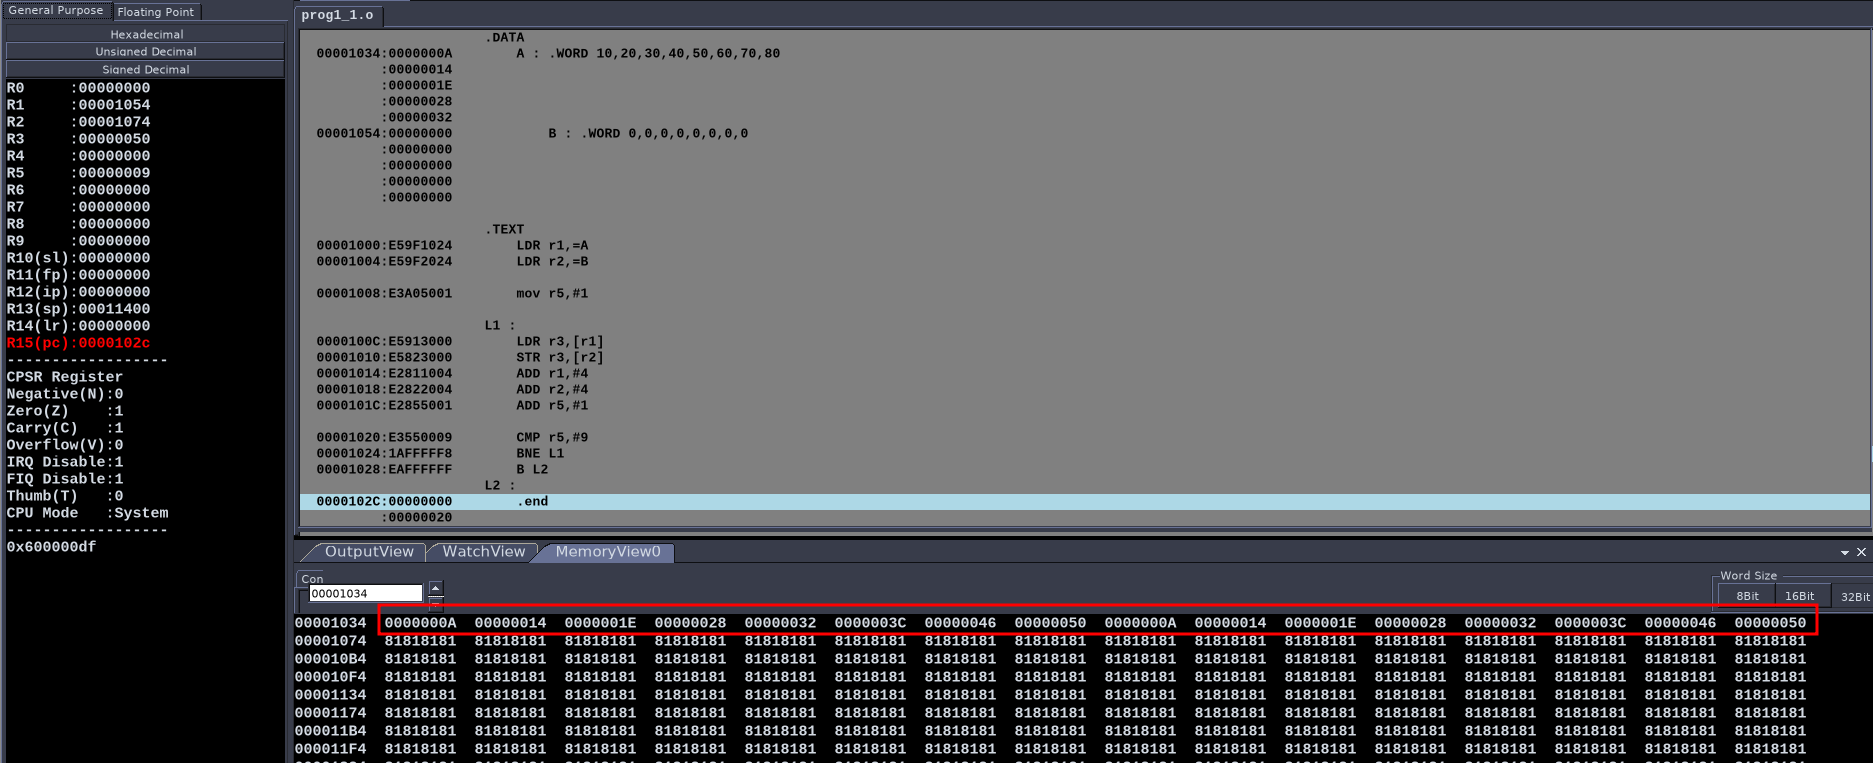 General Purpose Floating Point
Hexadecimal
Unsigned Decimal
Signed Decimal
R0 :00000000
R1 :00001054
R2 :00001074
R3 :00000050
R4 :00000000
R5 :00000009
R6 :00000000
R7 :00000000
R8 :00000000
R9 :00000000
R10(sl):00000000
R11(fp):00000000
R12(ip):00000000
R13(sp):00011400
R14(lr):00000000
R15(pc):0000102c
------------------
CPSR Register
Negative(N):0
Zero(Z) :1
Carry(C) :1
Overflow(V):0
IRQ Disable:1
FIQ Disable:1
Thumb(T) :0
CPU Mode :System
------------------
0x600000df
prog1_1.o
.DATA
00001034:0000000A A : .WORD 10,20,30,40,50,60,70,80
:00000014
:0000001E
:00000028
:00000032
00001054:00000000 B : .WORD 0,0,0,0,0,0,0,0
:00000000
:00000000
:00000000
:00000000
.TEXT
00001000:E59F1024 LDR r1,=A
00001004:E59F2024 LDR r2,=B
00001008:E3A05001 mov r5,#1
L1 :
0000100C:E5913000 LDR r3,[r1]
00001010:E5823000 STR r3,[r2]
00001014:E2811004 ADD r1,#4
00001018:E2822004 ADD r2,#4
0000101C:E2855001 ADD r5,#1
00001020:E3550009 CMP r5,#9
00001024:1AFFFFF8 BNE L1
00001028:EAFFFFFF B L2
L2 :
0000102C:00000000 .end
:00000020
OutputView WatchView MemoryView0
Con
00001034
Word Size
8Bit 16Bit 32Bit
00001034 0000000A 00000014 0000001E 00000028 00000032 0000003C 00000046 00000050 0000000A 00000014 0000001E 00000028 00000032 0000003C 00000046 00000050
00001074 81818181 81818181 81818181 81818181 81818181 81818181 81818181 81818181 81818181 81818181 81818181 81818181 81818181 81818181 81818181 81818181
000010B4 81818181 81818181 81818181 81818181 81818181 81818181 81818181 81818181 81818181 81818181 81818181 81818181 81818181 81818181 81818181 81818181
000010F4 81818181 81818181 81818181 81818181 81818181 81818181 81818181 81818181 81818181 81818181 81818181 81818181 81818181 81818181 81818181 81818181
00001134 81818181 81818181 81818181 81818181 81818181 81818181 81818181 81818181 81818181 81818181 81818181 81818181 81818181 81818181 81818181 81818181
00001174 81818181 81818181 81818181 81818181 81818181 81818181 81818181 81818181 81818181 81818181 81818181 81818181 81818181 81818181 81818181 81818181
000011B4 81818181 81818181 81818181 81818181 81818181 81818181 81818181 81818181 81818181 81818181 81818181 81818181 81818181 81818181 81818181 81818181
000011F4 81818181 81818181 81818181 81818181 81818181 81818181 81818181 81818181 81818181 81818181 81818181 81818181 81818181 81818181 81818181 81818181